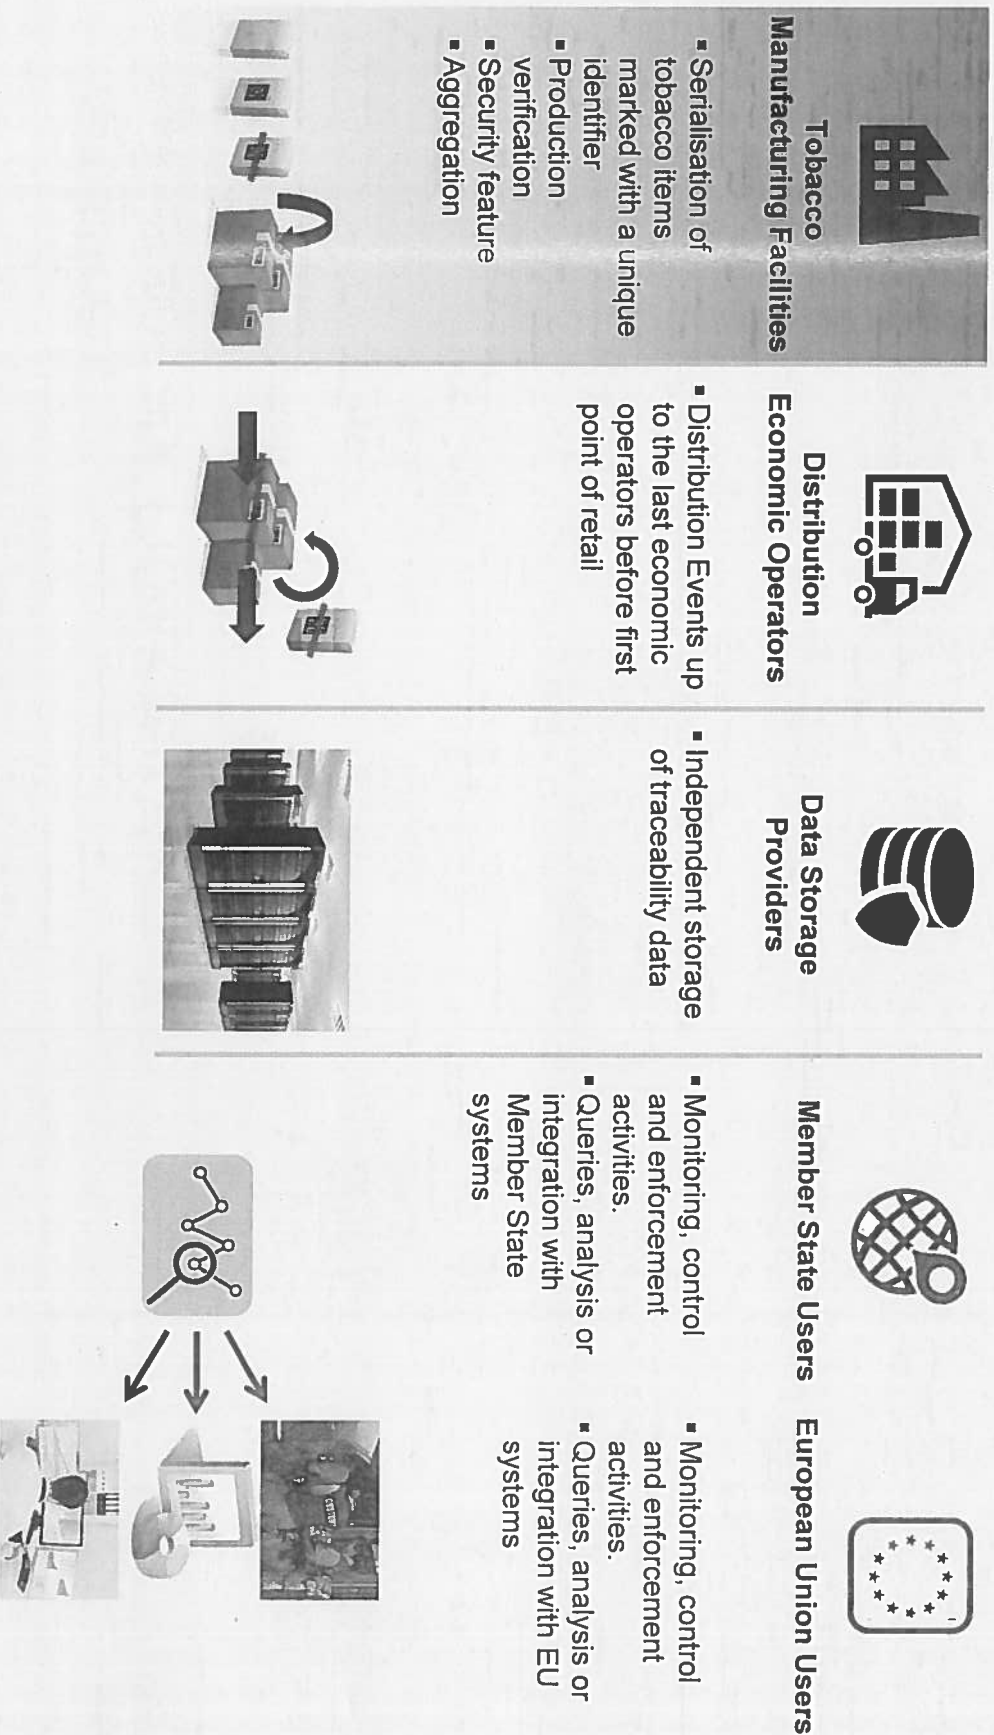 Tobacco
Manufacturing Facilities
▪ Serialisation of
tobacco items
marked with a unique
identifier
▪ Production
verification
▪ Security feature
▪ Aggregation
Distribution
Economic Operators
▪ Distribution Events up
to the last economic
operators before first
point of retail
Data Storage
Providers
▪ Independent storage
of traceability data
Member State Users
▪ Monitoring, control
and enforcement
activities.
▪ Queries, analysis or
integration with
Member State
systems
European Union Users
▪ Monitoring, control
and enforcement
activities.
▪ Queries, analysis or
integration with EU
systems